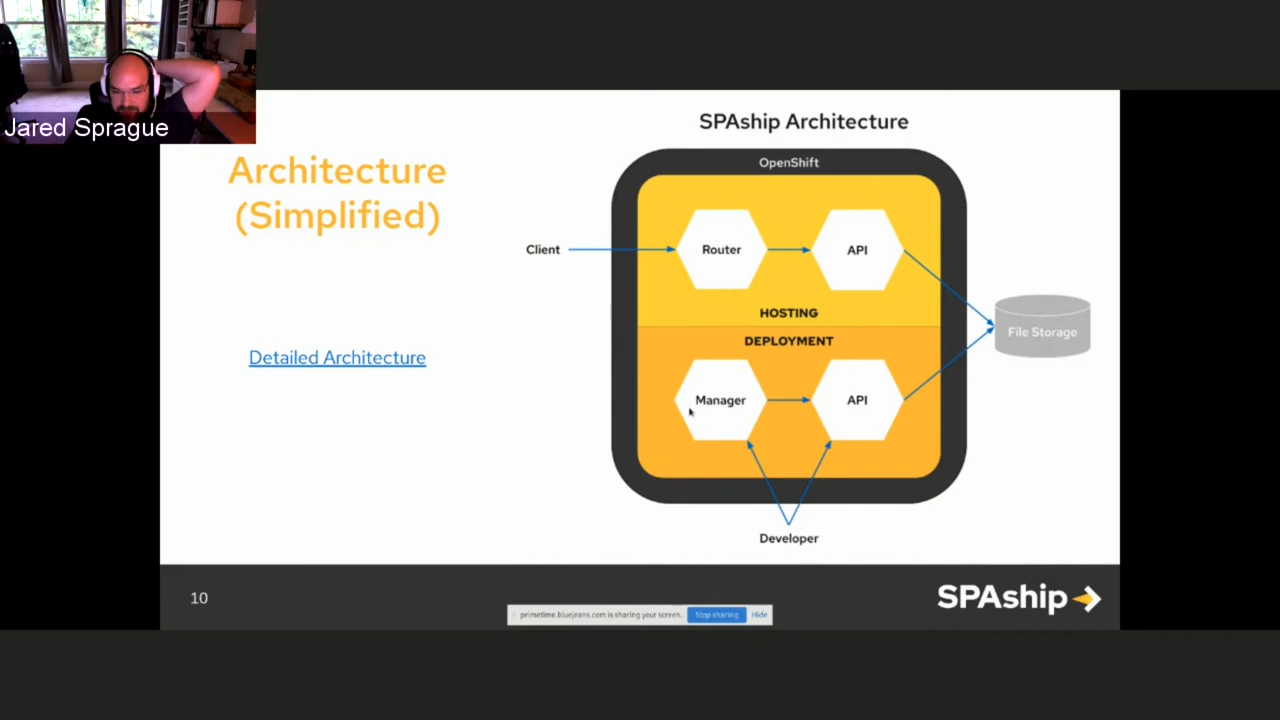 Jared Sprague
SPAship Architecture
Architecture
(Simplified)
Detailed Architecture
OpenShift
Client
Router
API
HOSTING
DEPLOYMENT
Manager
API
File Storage
Developer
10
SPAship
primetime.bluejeans.com is sharing your screen.
Stop sharing
Hide